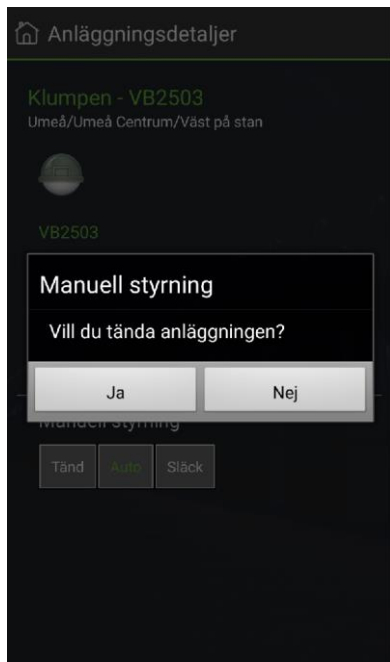 Anläggningsdetaljer
Klumpen - VB2503
Umeå/Umeå Centrum/Väst på stan
VB2503
Manuell styrning
Vill du tända anläggningen?
Ja Nej
Manuell styrning
Tänd Auto Släck